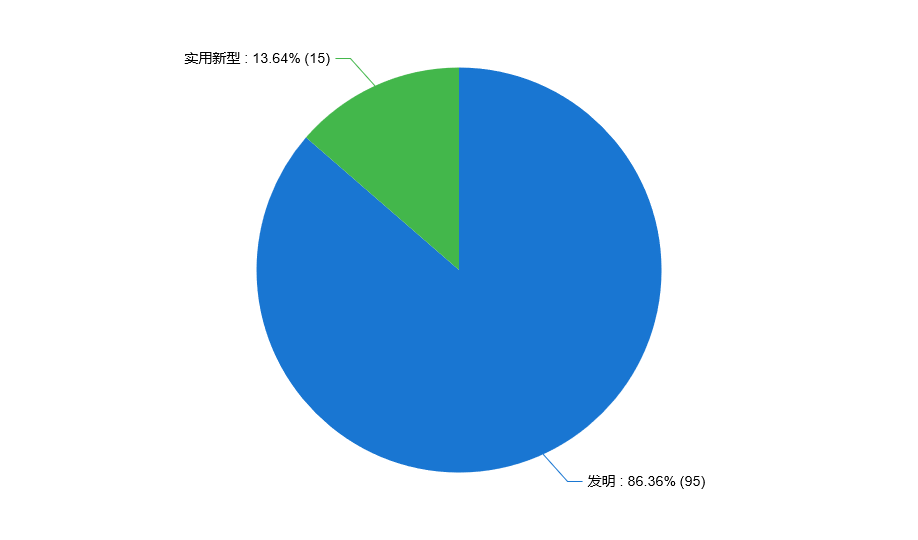 实用新型 : 13.64% (15)
发明 : 86.36% (95)